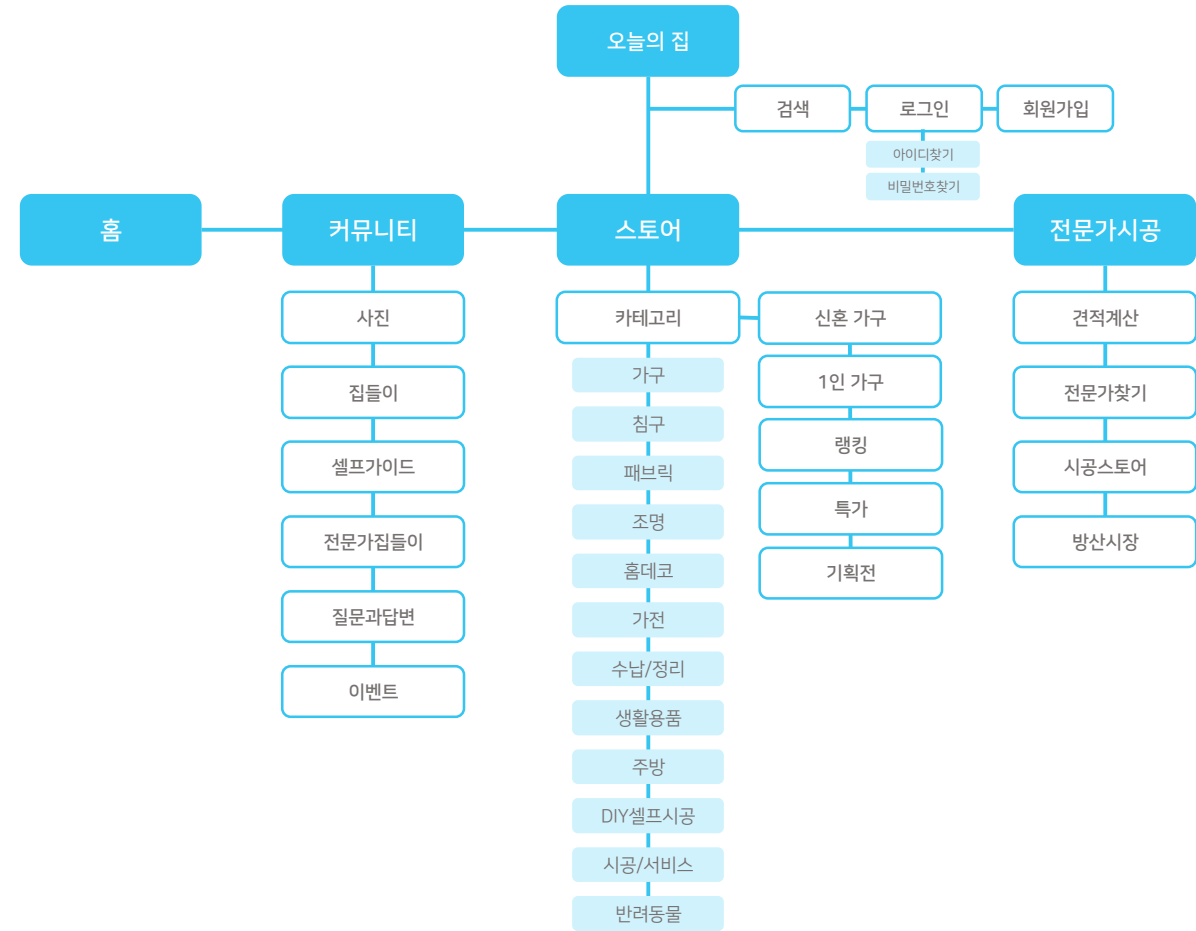 오늘의 집
검색
로그인
회원가입
아이디찾기
비밀번호찾기
홈
커뮤니티
스토어
전문가시공
사진
집들이
셀프가이드
전문가집들이
질문과답변
이벤트
카테고리
가구
침구
패브릭
조명
홈데코
가전
수납/정리
생활용품
주방
DIY셀프시공
시공/서비스
반려동물
신혼 가구
1인 가구
랭킹
특가
기획전
견적계산
전문가찾기
시공스토어
방산시장